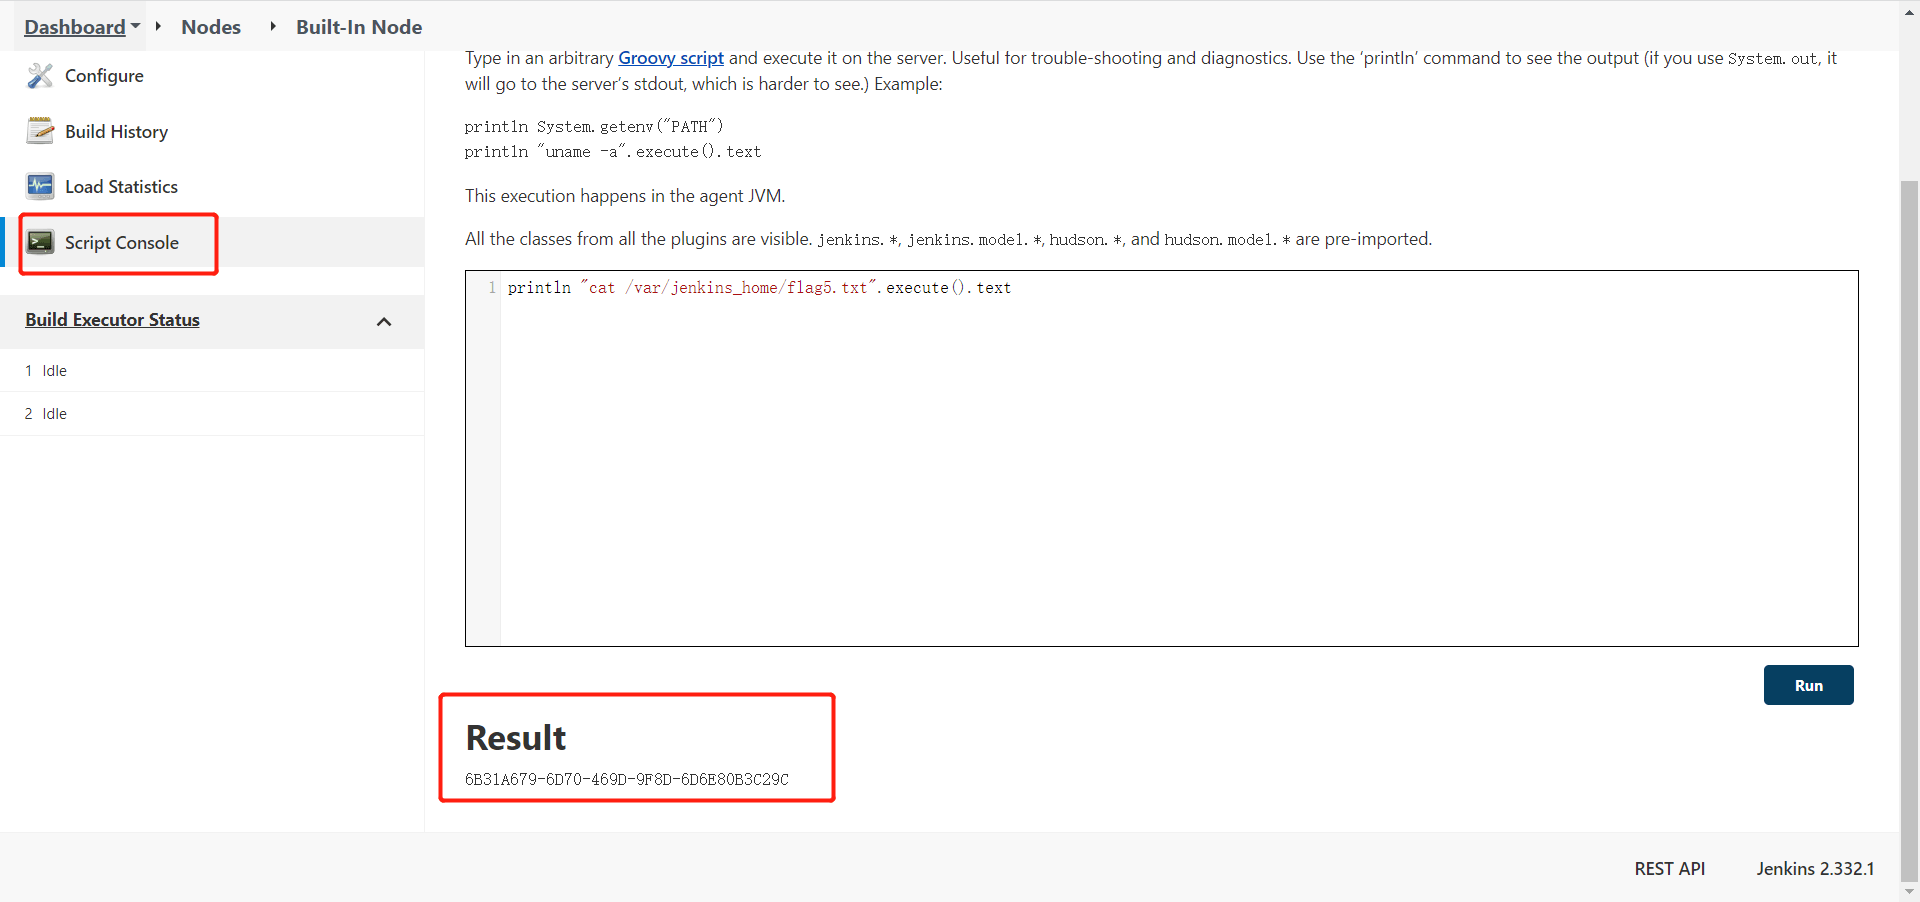 Dashboard Nodes Built-In Node
Configure
Build History
Load Statistics
Script Console
Build Executor Status
1 Idle
2 Idle
Type in an arbitrary Groovy script and execute it on the server. Useful for trouble-shooting and diagnostics. Use the ‘println’ command to see the output (if you use System.out, it
will go to the server’s stdout, which is harder to see.) Example:
println System.getenv("PATH")
println "uname -a".execute().text
This execution happens in the agent JVM.
All the classes from all the plugins are visible. jenkins.*, jenkins.model.*, hudson.*, and hudson.model.* are pre-imported.
1 println "cat /var/jenkins_home/flag5.txt".execute().text
Run
Result
6B31A679-6D70-469D-9F8D-6D6E80B3C29C
REST API Jenkins 2.332.1